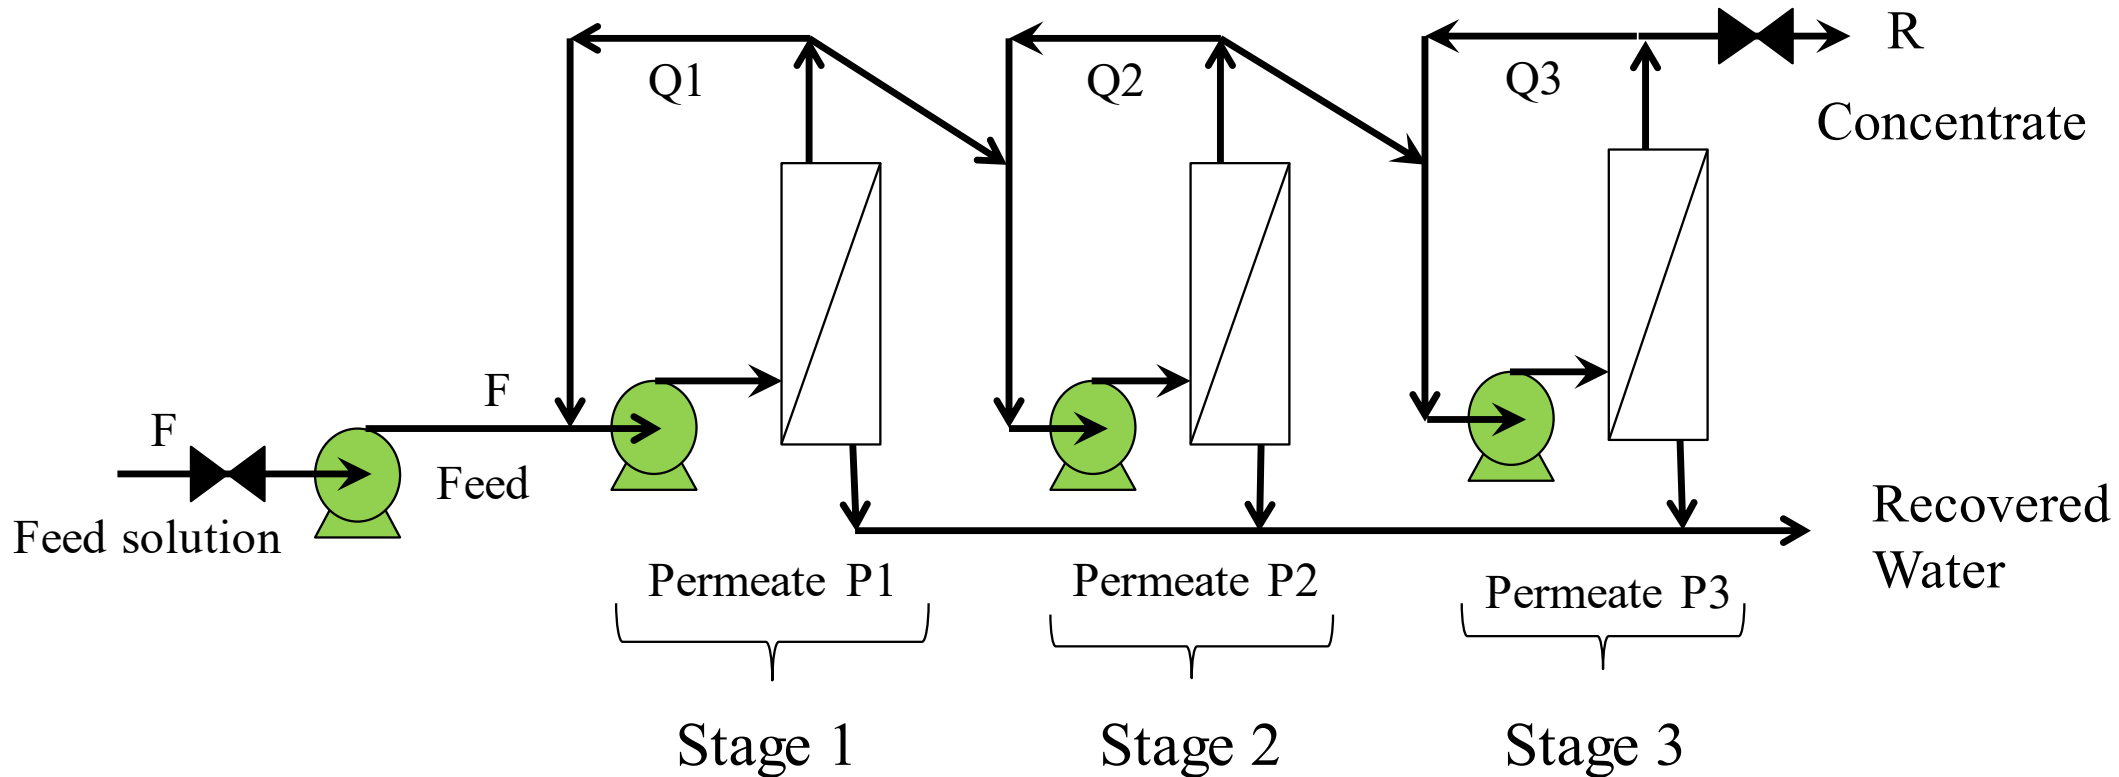 Q1
Q2
Q3
R
Concentrate
F
F
Feed
Feed solution
Recovered
Water
Permeate P1
Permeate P2
Permeate P3
Stage 1
Stage 2
Stage 3